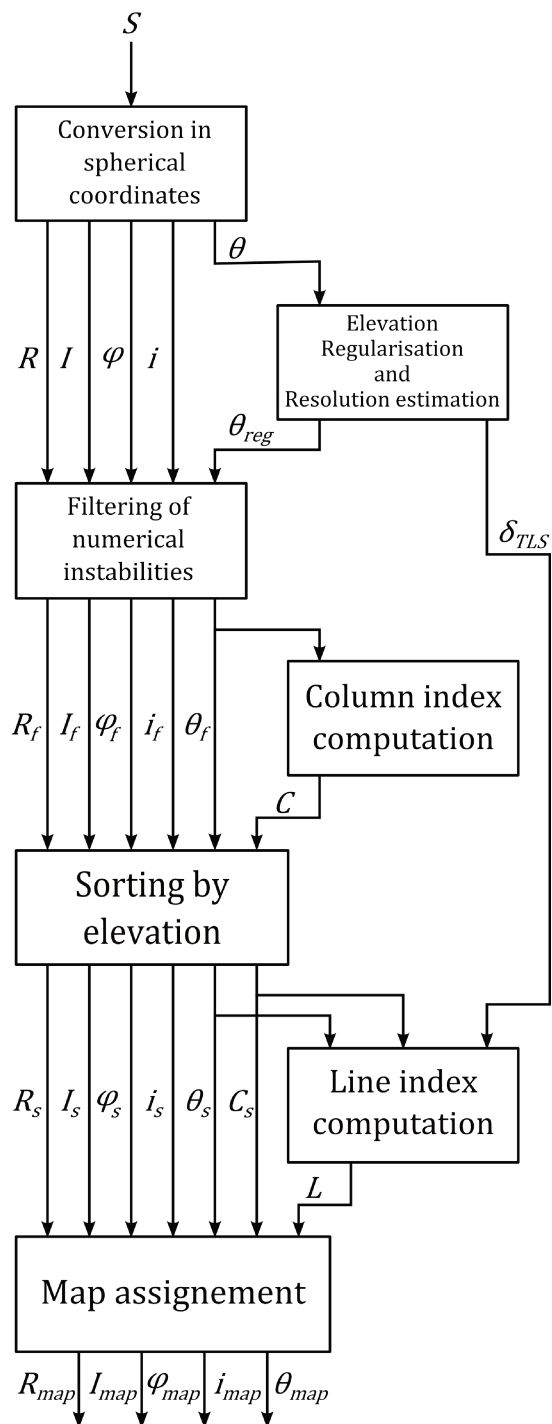 S
Conversion in
spherical
coordinates
θ
Elevation
Regularisation
and
Resolution estimation
R I φ i
θreg
Filtering of
numerical
instabilities
δTLS
Column index
computation
Rf If φf if θf
C
Sorting by
elevation
Line index
computation
Rs Is φs is θs Cs
L
Map assignement
Rmap Imap φmap imap θmap